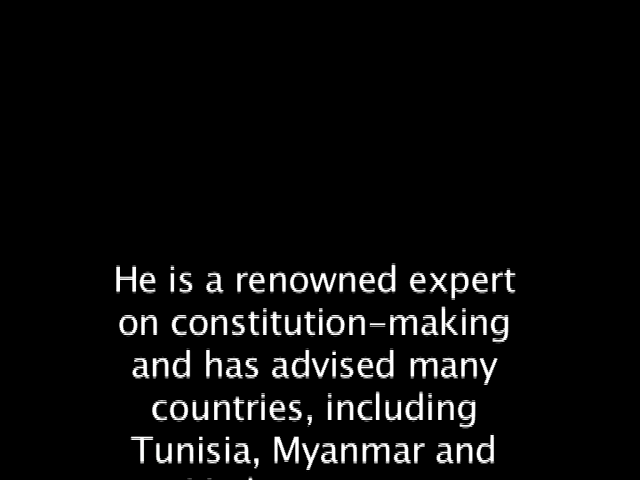 He is a renowned expert
on constitution-making
and has advised many
countries, including
Tunisia, Myanmar and